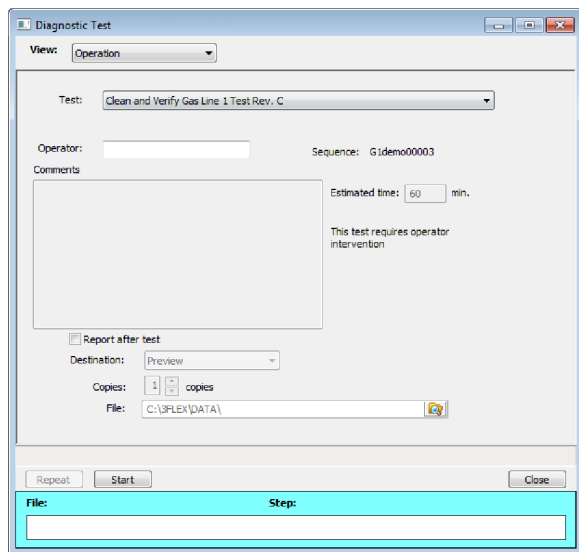 Diagnostic Test
View: Operation
Test: Clean and Verify Gas Line 1 Test Rev. C
Operator: Sequence: G1demo00003
Comments
Estimated time: 60 min.
This test requires operator
intervention
Report after test
Destination: Preview
Copies: 1 copies
File: C:\3FLEX\DATA\
Repeat Start Close
File: Step: